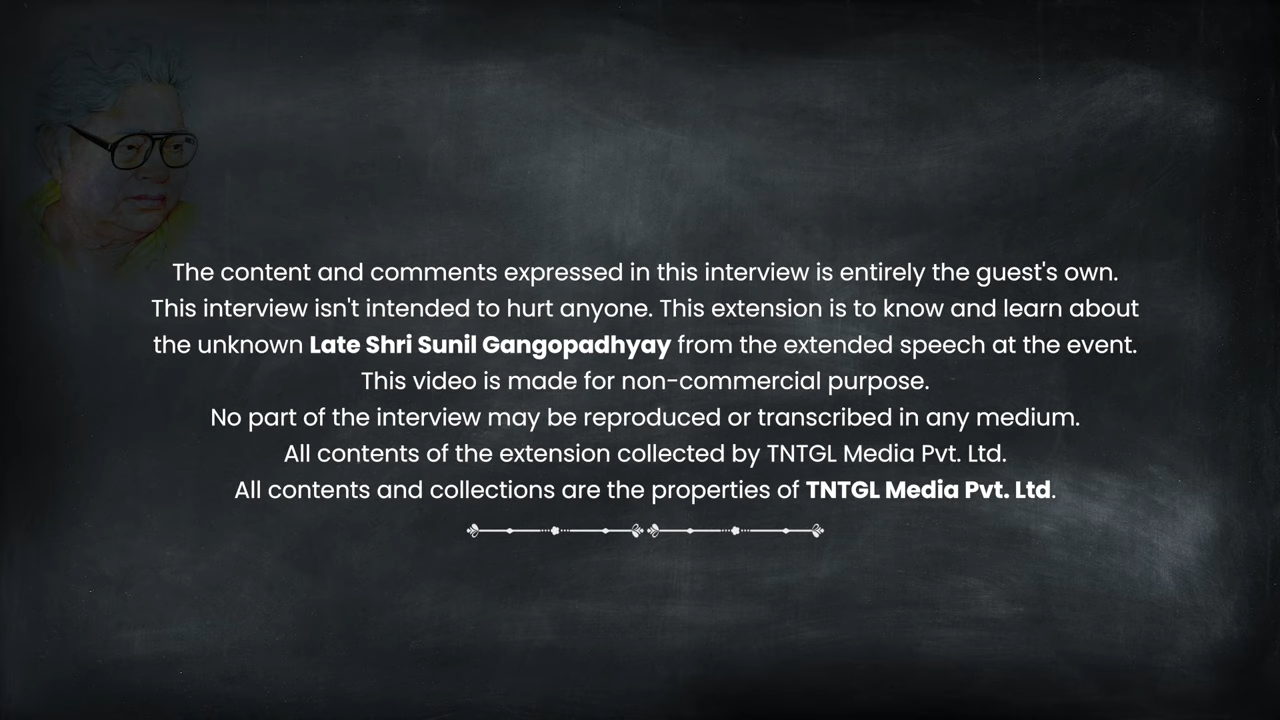 The content and comments expressed in this interview is entirely the guest's own.
This interview isn't intended to hurt anyone. This extension is to know and learn about
the unknown Late Shri Sunil Gangopadhyay from the extended speech at the event.
This video is made for non-commercial purpose.
No part of the interview may be reproduced or transcribed in any medium.
All contents of the extension collected by TNTGL Media Pvt. Ltd.
All contents and collections are the properties of TNTGL Media Pvt. Ltd.